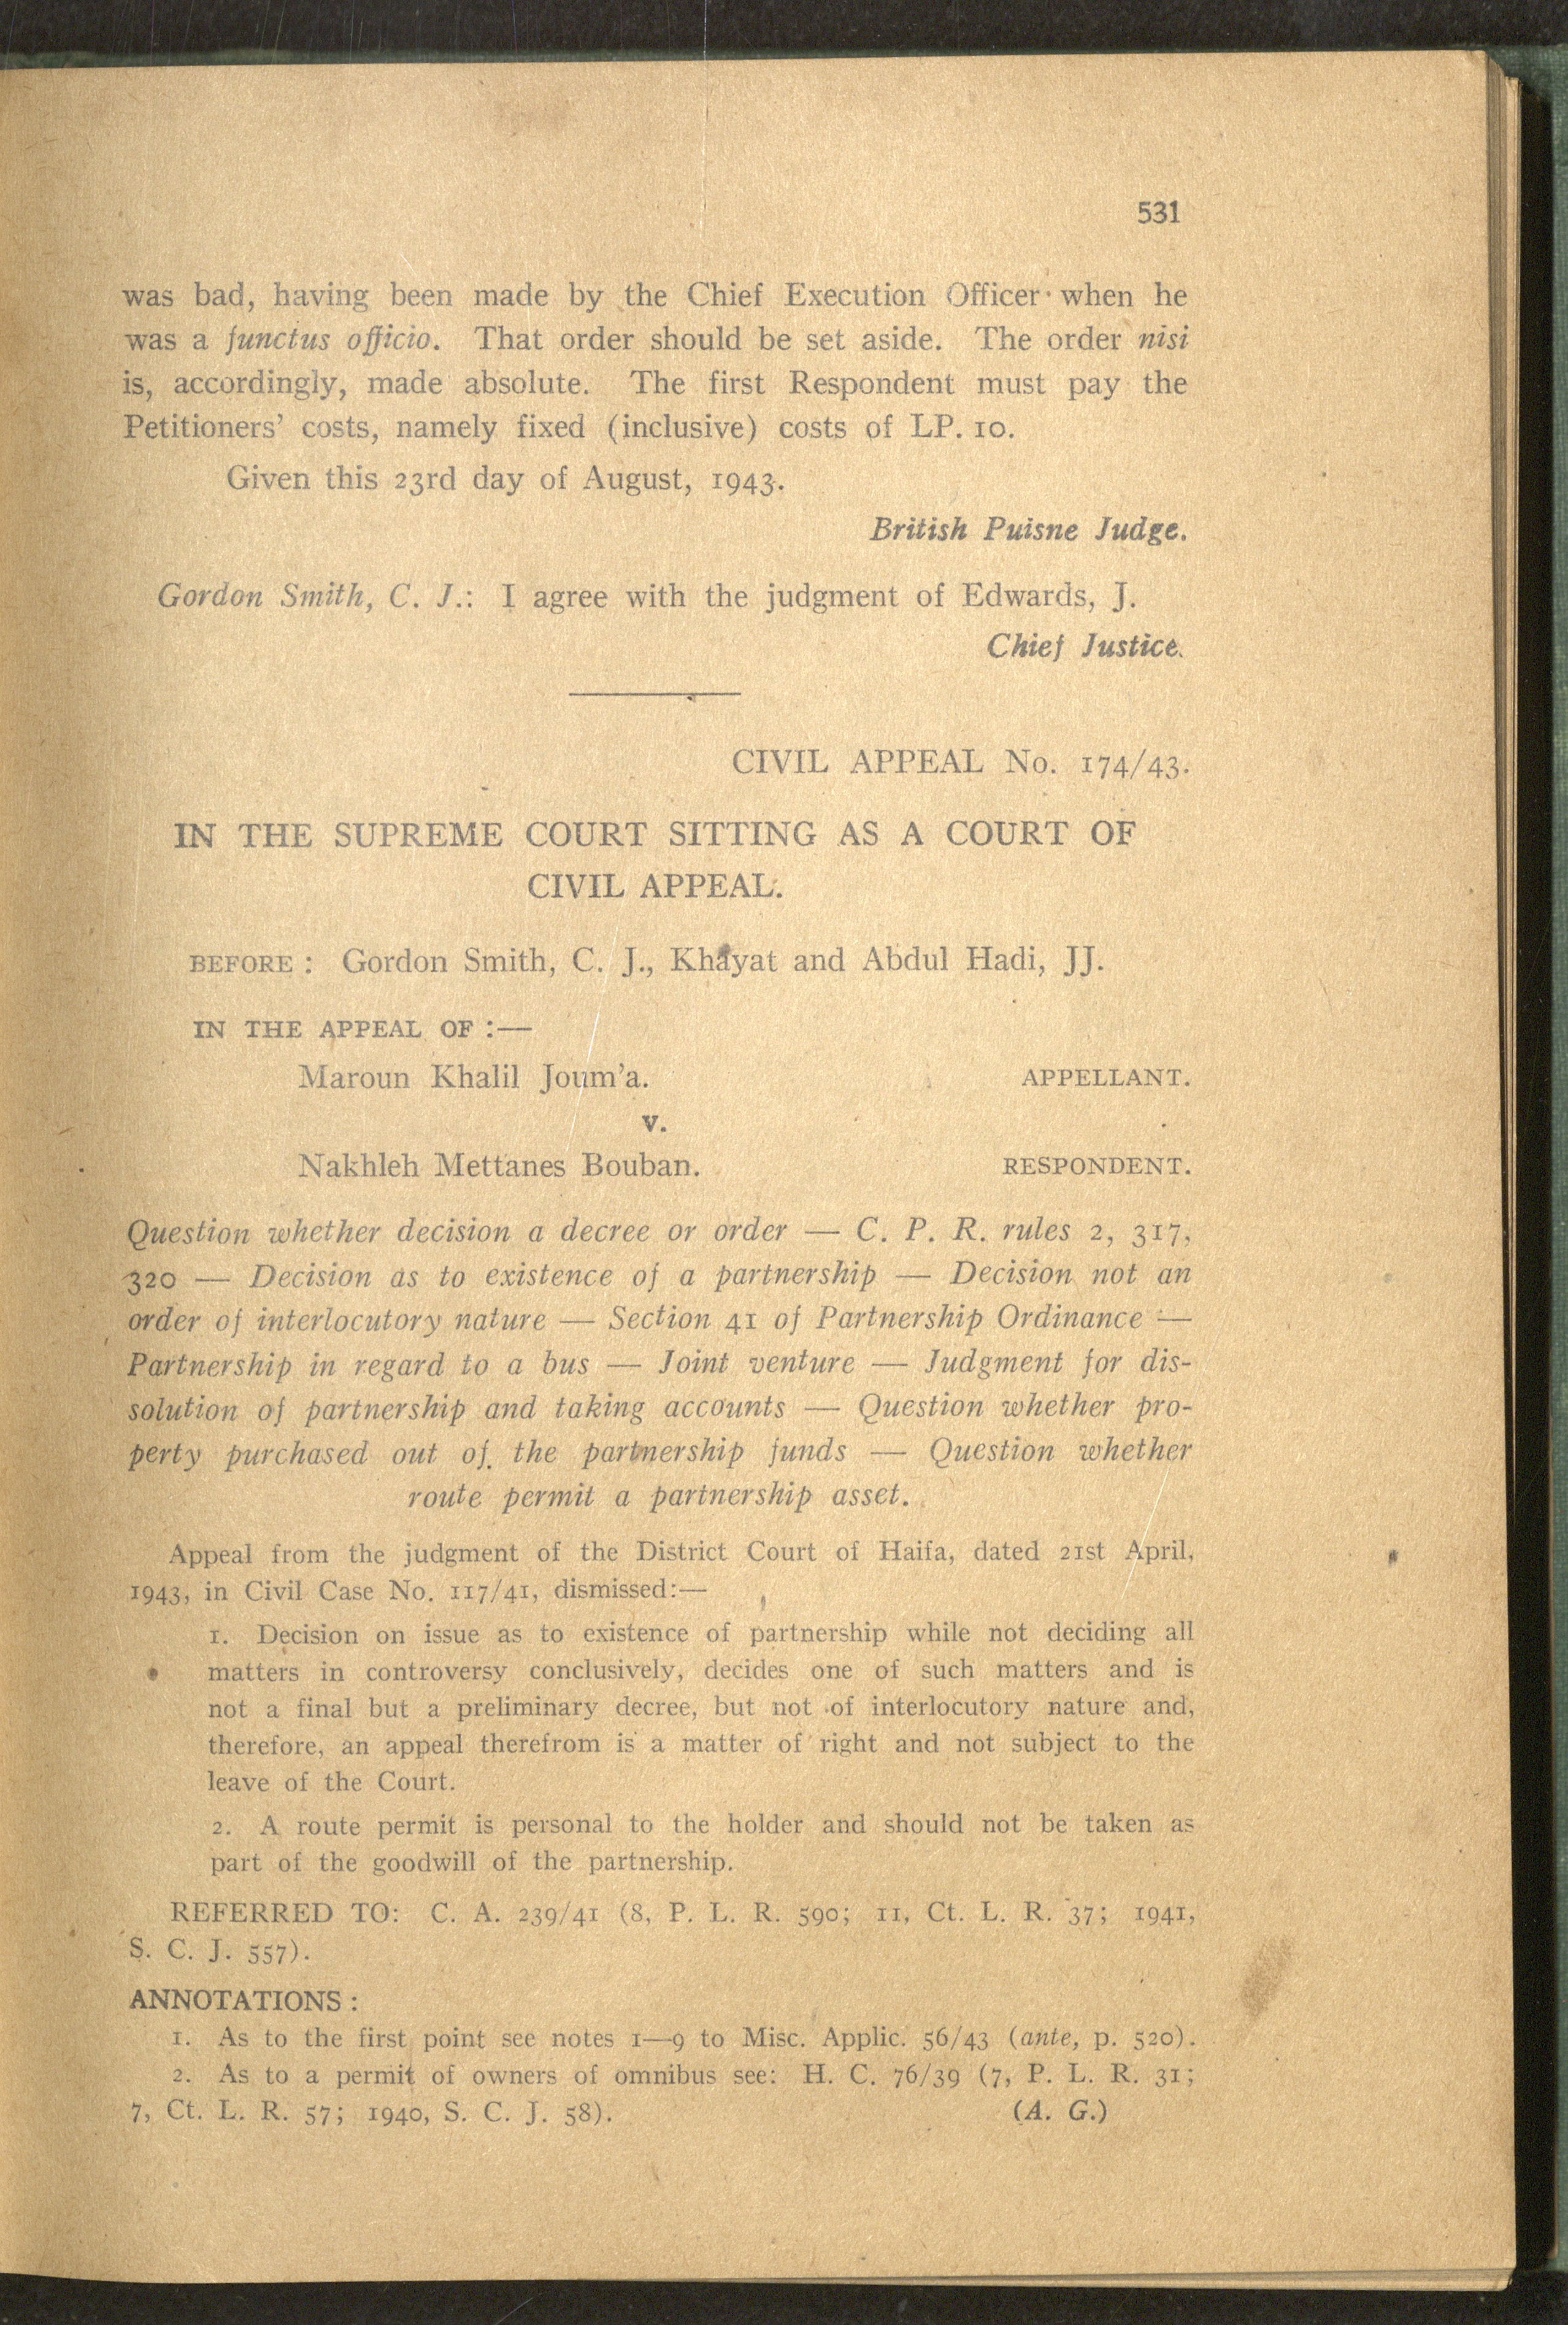 531
was bad, having been made by the Chief Execution Officer when he
was a functus officio. That order should be set aside. The order nisi
is, accordingly, made absolute. The first Respondent must pay the
Petitioners' costs, namely fixed (inclusive) costs of LP. 10.
Given this 23rd day of August, 1943.
British Puisne Judge.
Gordon Smith, C. J.: I agree with the judgment of Edwards, J.
Chief Justice.
CIVIL APPEAL No. 174/43.
IN THE SUPREME COURT SITTING AS A COURT OF
CIVIL APPEAL.
BEFORE : Gordon Smith, C. J., Khayat and Abdul Hadi, JJ.
IN THE APPEAL OF :—
Maroun Khalil Joum'a. APPELLANT.
v.
Nakhleh Mettanes Bouban. RESPONDENT.
Question whether decision a decree or order — C. P. R. rules 2, 317,
320 — Decision as to existence of a partnership — Decision not an
order of interlocutory nature — Section 41 of Partnership Ordinance —
Partnership in regard to a bus — Joint venture — Judgment for dis-
solution of partnership and taking accounts — Question whether pro-
perty purchased out of the partnership funds — Question whether
route permit a partnership asset.
Appeal from the judgment of the District Court of Haifa, dated 21st April,
1943, in Civil Case No. 117/41, dismissed:—
1. Decision on issue as to existence of partnership while not deciding all
matters in controversy conclusively, decides one of such matters and is
not a final but a preliminary decree, but not of interlocutory nature and,
therefore, an appeal therefrom is a matter of right and not subject to the
leave of the Court.
2. A route permit is personal to the holder and should not be taken as
part of the goodwill of the partnership.
REFERRED TO: C. A. 239/41 (8, P. L. R. 590; 11, Ct. L. R. 37; 1941,
S. C. J. 557).
ANNOTATIONS :
1. As to the first point see notes 1—9 to Misc. Applic. 56/43 (ante, p. 520).
2. As to a permit of owners of omnibus see: H. C. 76/39 (7, P. L. R. 31;
7, Ct. L. R. 57; 1940, S. C. J. 58). (A. G.)